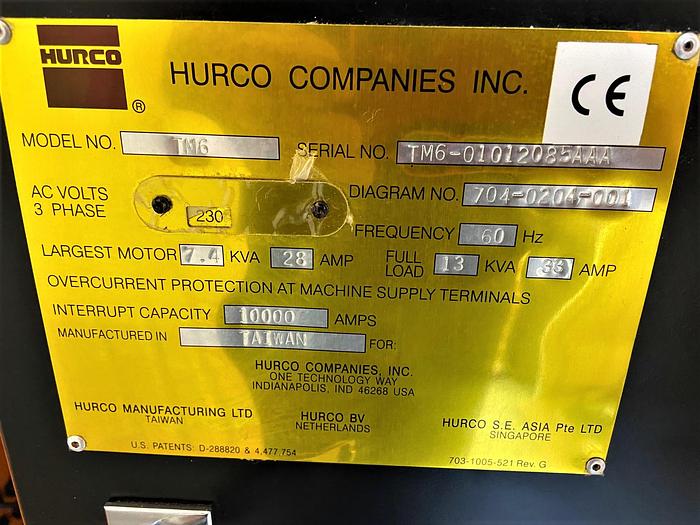 HURCO
®
HURCO COMPANIES INC.
CE
MODEL NO. TM6 SERIAL NO. TM6-01012085AAA
AC VOLTS
3 PHASE
230
DIAGRAM NO. 704-0204-001
FREQUENCY 60 Hz
LARGEST MOTOR 7.4 KVA 28 AMP
FULL
LOAD 13 KVA 33 AMP
OVERCURRENT PROTECTION AT MACHINE SUPPLY TERMINALS
INTERRUPT CAPACITY 10000 AMPS
MANUFACTURED IN TAIWAN FOR:
HURCO COMPANIES, INC.
ONE TECHNOLOGY WAY
INDIANAPOLIS, IND 46268 USA
HURCO MANUFACTURING LTD
TAIWAN
HURCO BV
NETHERLANDS
HURCO S.E. ASIA Pte LTD
SINGAPORE
U.S. PATENTS: D-288820 & 4,477,754
703-1005-521 Rev. G